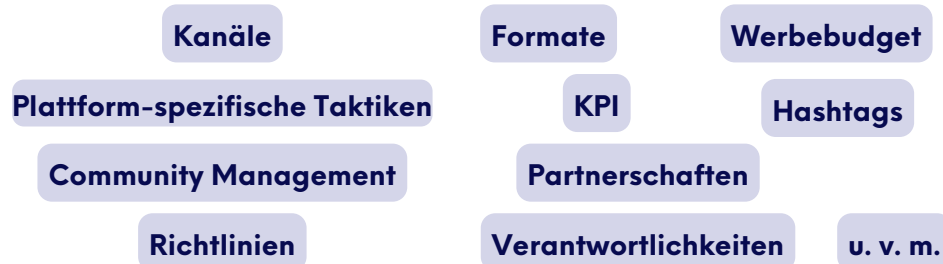 Kanäle Formate Werbebudget
Plattform-spezifische Taktiken KPI Hashtags
Community Management Partnerschaften
Richtlinien Verantwortlichkeiten u. v. m.